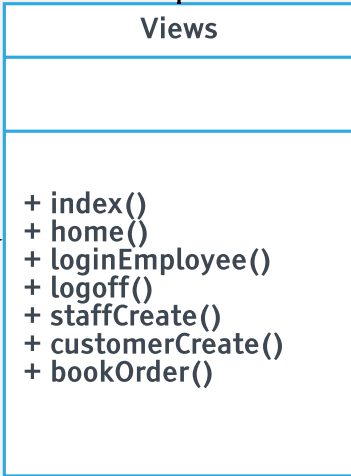 Views
+ index()
+ home()
+ loginEmployee()
+ logoff()
+ staffCreate()
+ customerCreate()
+ bookOrder()